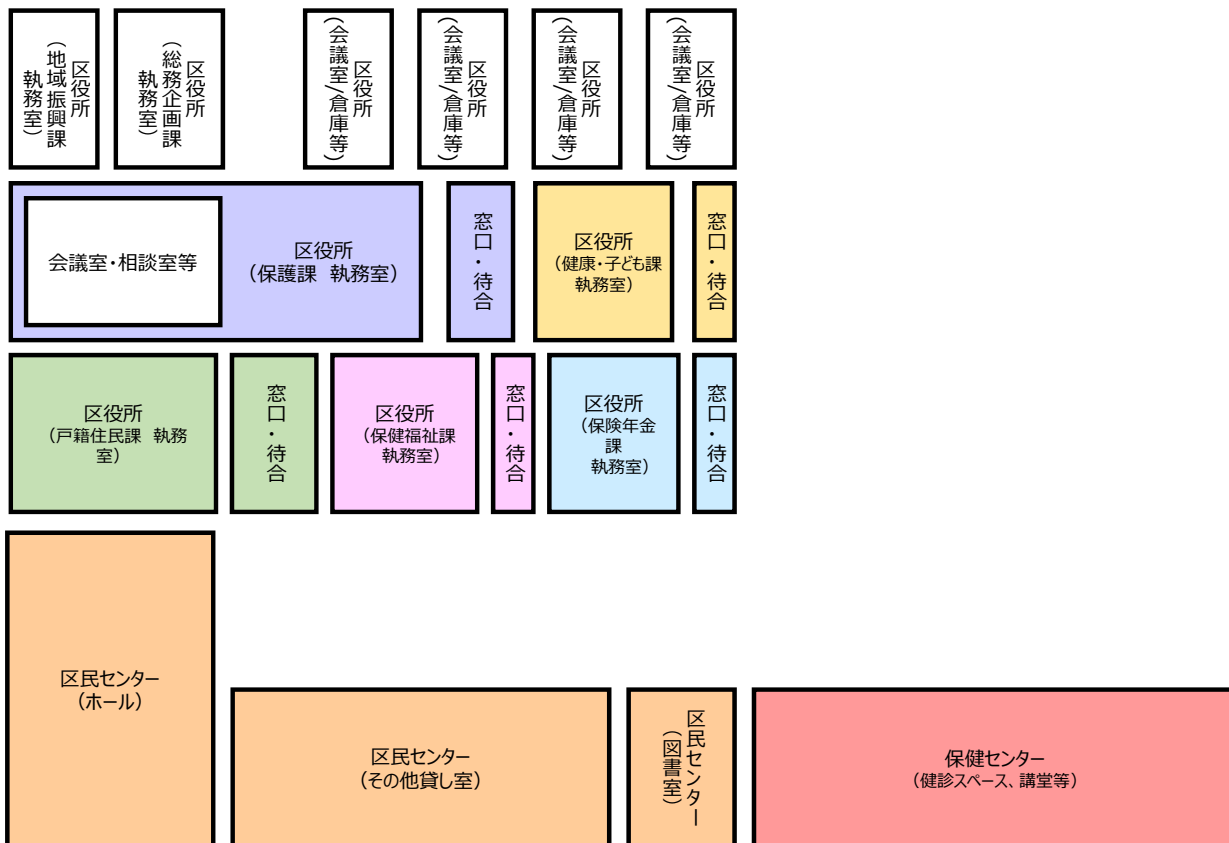 区役所
(地域振興課
執務室)
区役所
(総務企画課
執務室)
区役所
(会議室/倉庫等)
区役所
(会議室/倉庫等)
区役所
(会議室/倉庫等)
区役所
(会議室/倉庫等)
会議室・相談室等
区役所
(保護課 執務室)
窓口・待合
区役所
(健康・子ども課
執務室)
窓口・待合
区役所
(戸籍住民課 執務
室)
窓口・待合
区役所
(保健福祉課
執務室)
窓口・待合
区役所
(保険年金
課
執務室)
窓口・待合
区民センター
(ホール)
区民センター
(その他貸し室)
区民センター
(図書室)
保健センター
(健診スペース、講堂等)